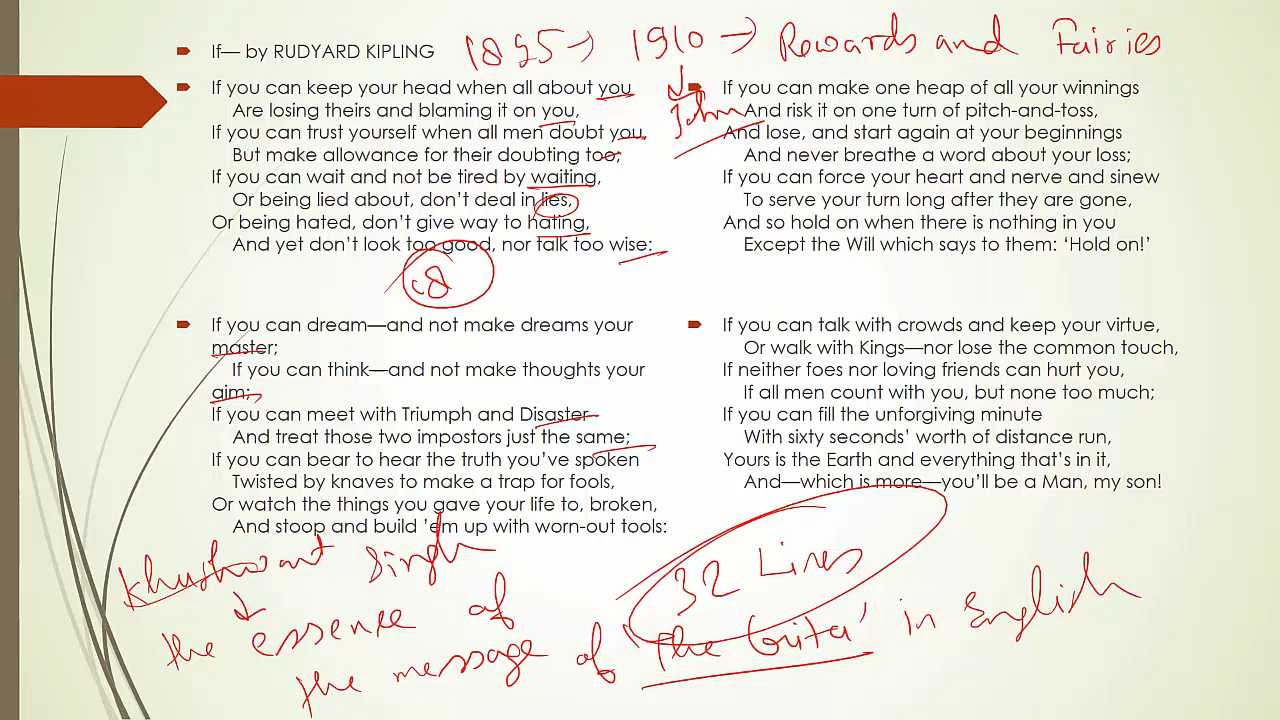 If— by RUDYARD KIPLING 1895 → 1910 → Rewards and Fairies
John
If you can keep your head when all about you
Are losing theirs and blaming it on you,
If you can trust yourself when all men doubt you,
But make allowance for their doubting too;
If you can wait and not be tired by waiting,
Or being lied about, don’t deal in lies,
Or being hated, don’t give way to hating,
And yet don’t look too good, nor talk too wise:
8
If you can dream—and not make dreams your
master;
If you can think—and not make thoughts your
aim;
If you can meet with Triumph and Disaster
And treat those two impostors just the same;
If you can bear to hear the truth you’ve spoken
Twisted by knaves to make a trap for fools,
Or watch the things you gave your life to, broken,
And stoop and build ’em up with worn-out tools:
If you can make one heap of all your winnings
And risk it on one turn of pitch-and-toss,
And lose, and start again at your beginnings
And never breathe a word about your loss;
If you can force your heart and nerve and sinew
To serve your turn long after they are gone,
And so hold on when there is nothing in you
Except the Will which says to them: ‘Hold on!’
If you can talk with crowds and keep your virtue,
Or walk with Kings—nor lose the common touch,
If neither foes nor loving friends can hurt you,
If all men count with you, but none too much;
If you can fill the unforgiving minute
With sixty seconds’ worth of distance run,
Yours is the Earth and everything that’s in it,
And—which is more—you’ll be a Man, my son!
32 Lines
Khushwant Singh
the essence of
the message of 'The Gita' in English